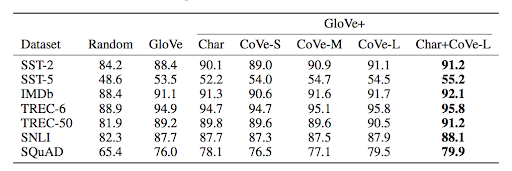 GloVe+
Dataset Random GloVe Char CoVe-S CoVe-M CoVe-L Char+CoVe-L
SST-2 84.2 88.4 90.1 89.0 90.9 91.1 91.2
SST-5 48.6 53.5 52.2 54.0 54.7 54.5 55.2
IMDb 88.4 91.1 91.3 90.6 91.6 91.7 92.1
TREC-6 88.9 94.9 94.7 94.7 95.1 95.8 95.8
TREC-50 81.9 89.2 89.8 89.6 89.6 90.5 91.2
SNLI 82.3 87.7 87.7 87.3 87.5 87.9 88.1
SQuAD 65.4 76.0 78.1 76.5 77.1 79.5 79.9